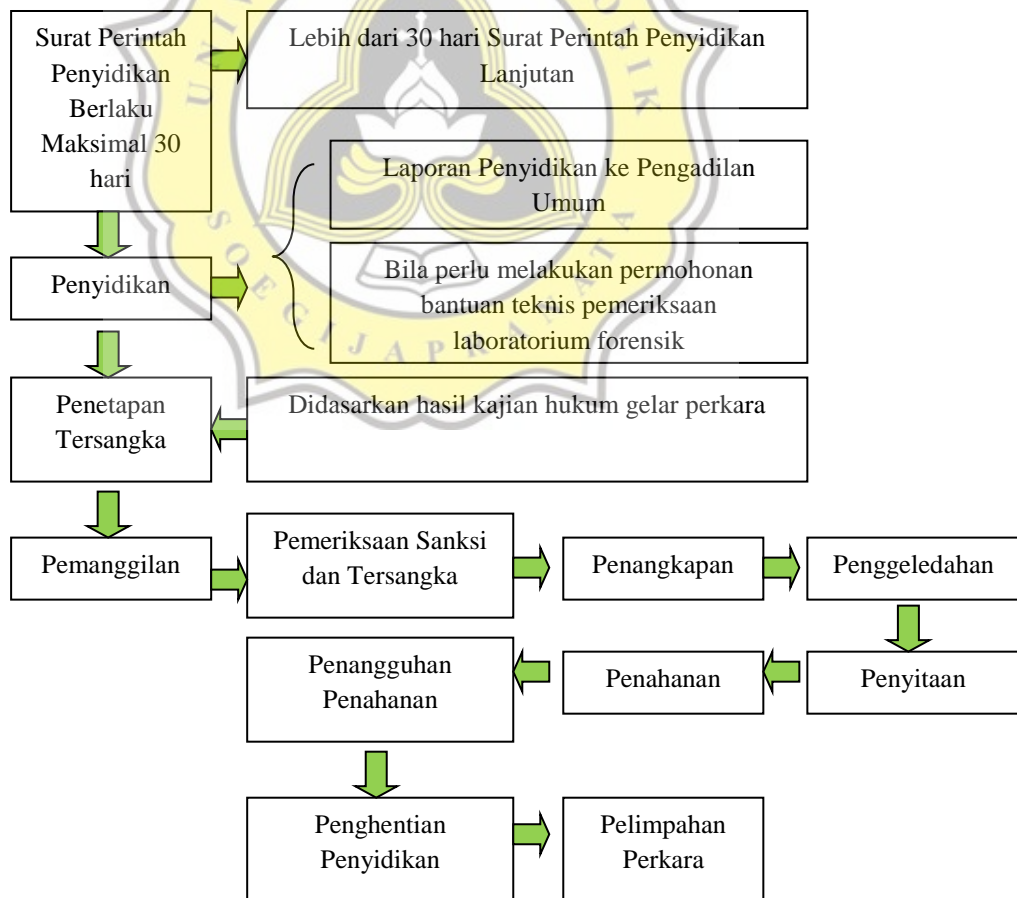 Surat Perintah
Penyidikan
Berlaku
Maksimal 30
hari
Lebih dari 30 hari Surat Perintah Penyidikan
Lanjutan
Laporan Penyidikan ke Pengadilan
Umum
Penyidikan
Bila perlu melakukan permohonan
bantuan teknis pemeriksaan
laboratorium forensik
Penetapan
Tersangka
Didasarkan hasil kajian hukum gelar perkara
Pemanggilan
Pemeriksaan Sanksi
dan Tersangka
Penangkapan
Penggeledahan
Penangguhan
Penahanan
Penahanan
Penyitaan
Penghentian
Penyidikan
Pelimpahan
Perkara
SOEGIJAPRANATA